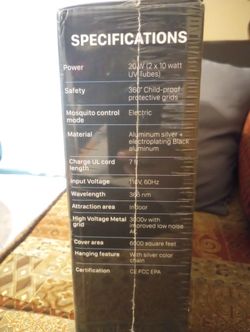 SPECIFICATIONS
Power 20W (2 x 10 watt
UV Tubes)
Safety 360° Child-proof
protective grids
Mosquito control Electric
mode
Material Aluminum silver +
electroplating Black
aluminum
Charge UL cord 7 ft
length
Input Voltage 110V, 60Hz
Wavelength 365 nm
Attraction area Indoor
High Voltage Metal 3000v with
grid improved low noise
AC
Cover area 6000 square feet
Hanging feature With silver color
chain
Certification CE FCC EPA